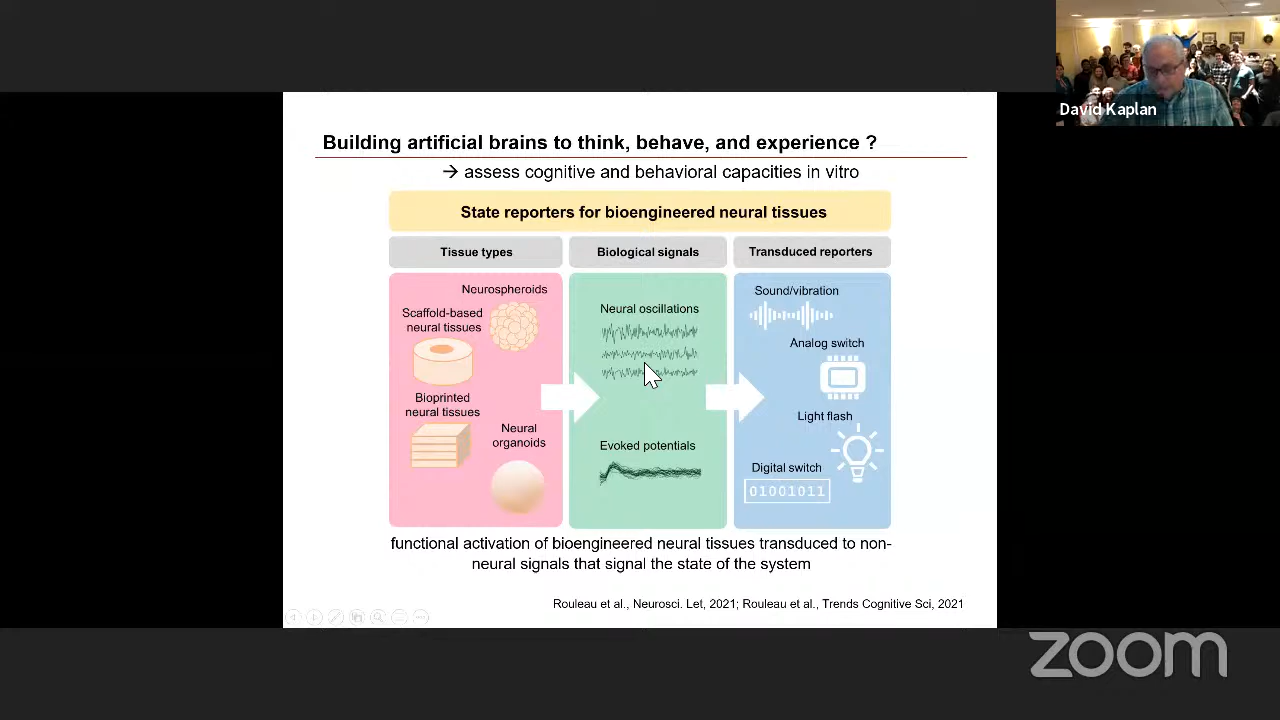 David Kaplan
Building artificial brains to think, behave, and experience ?
→ assess cognitive and behavioral capacities in vitro
State reporters for bioengineered neural tissues
Tissue types
Neurospheroids
Scaffold-based
neural tissues
Bioprinted
neural tissues
Neural
organoids
Biological signals
Neural oscillations
Evoked potentials
Transduced reporters
Sound/vibration
Analog switch
Light flash
Digital switch
01001011
functional activation of bioengineered neural tissues transduced to non-
neural signals that signal the state of the system
Rouleau et al., Neurosci. Let, 2021; Rouleau et al., Trends Cognitive Sci, 2021
zoom